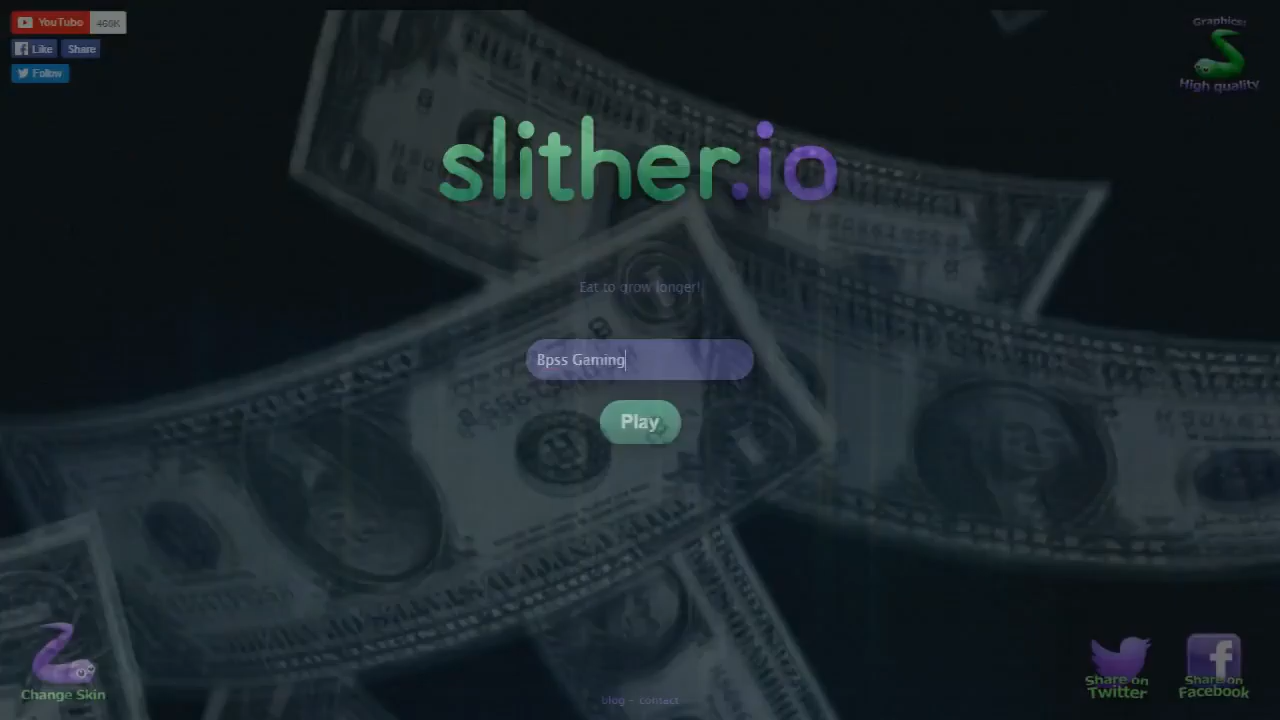 YouTube 460K
Like Share
Follow
Graphics:
High quality
slither.io
Eat to grow longer!
Bpss Gaming
Play
Change Skin
blog - contact
Share on
Twitter
Share on
Facebook